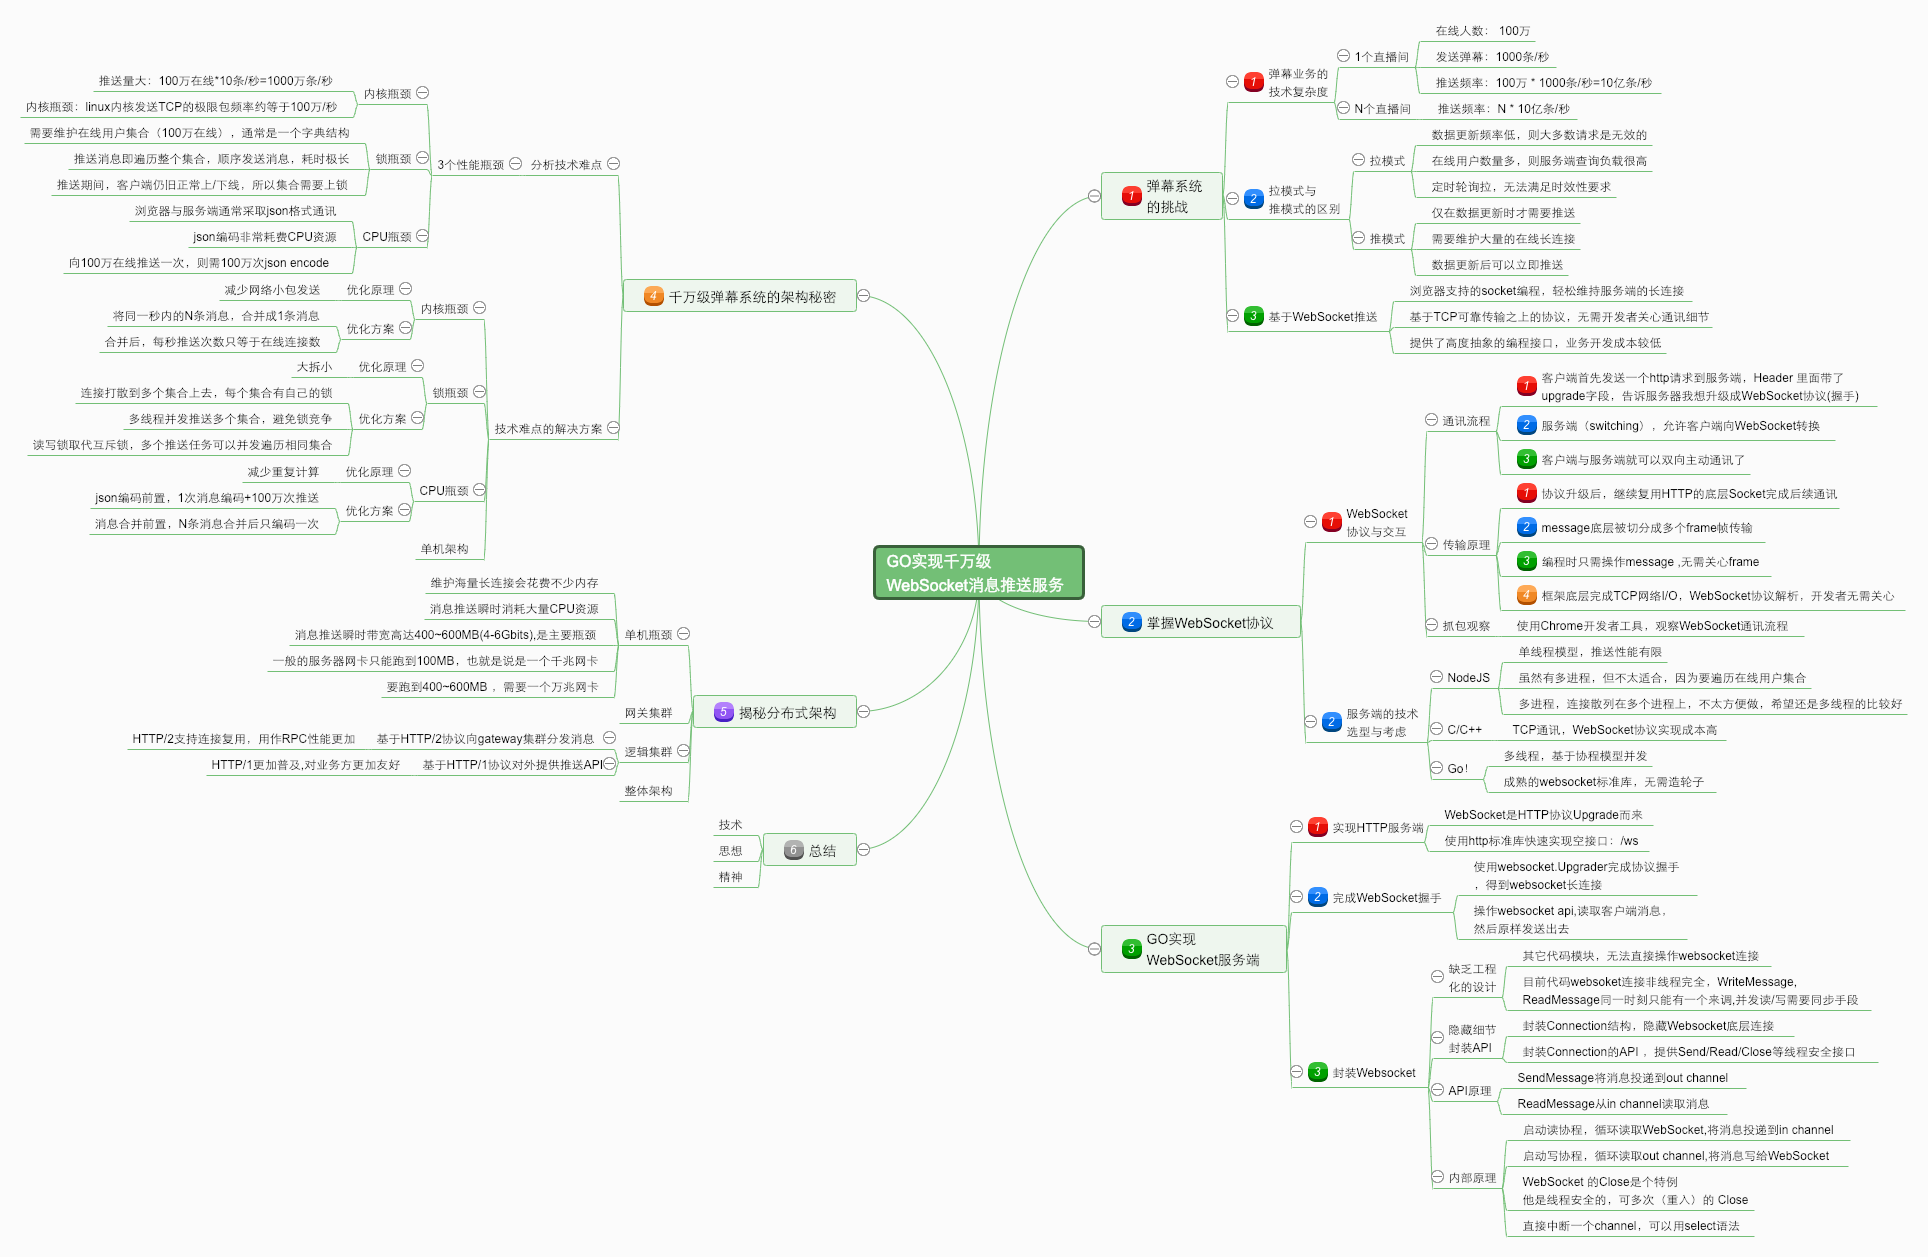 GO实现千万级
WebSocket消息推送服务
1
弹幕系统
的挑战
1
弹幕业务的
技术复杂度
1个直播间
在线人数： 100万
发送弹幕：1000条/秒
推送频率：100万 * 1000条/秒=10亿条/秒
N个直播间
推送频率：N * 10亿条/秒
2
拉模式与
推模式的区别
拉模式
数据更新频率低，则大多数请求是无效的
在线用户数量多，则服务端查询负载很高
定时轮询拉，无法满足时效性要求
推模式
仅在数据更新时才需要推送
需要维护大量的在线长连接
数据更新后可以立即推送
3
基于WebSocket推送
浏览器支持的socket编程，轻松维持服务端的长连接
基于TCP可靠传输之上的协议，无需开发者关心通讯细节
提供了高度抽象的编程接口，业务开发成本较低
2
掌握WebSocket协议
1
WebSocket
协议与交互
通讯流程
1
客户端首先发送一个http请求到服务端，Header 里面带了
upgrade字段，告诉服务器我想升级成WebSocket协议(握手)
2
服务端（switching），允许客户端向WebSocket转换
3
客户端与服务端就可以双向主动通讯了
传输原理
1
协议升级后，继续复用HTTP的底层Socket完成后续通讯
2
message底层被切分成多个frame帧传输
3
编程时只需操作message ,无需关心frame
4
框架底层完成TCP网络I/O，WebSocket协议解析，开发者无需关心
抓包观察
使用Chrome开发者工具，观察WebSocket通讯流程
2
服务端的技术
选型与考虑
NodeJS
单线程模型，推送性能有限
虽然有多进程，但不太适合，因为要遍历在线用户集合
多进程，连接散列在多个进程上，不太方便做，希望还是多线程的比较好
C/C++
TCP通讯，WebSocket协议实现成本高
Go！
多线程，基于协程模型并发
成熟的websocket标准库，无需造轮子
3
GO实现
WebSocket服务端
1
实现HTTP服务端
WebSocket是HTTP协议Upgrade而来
使用http标准库快速实现空接口：/ws
2
完成WebSocket握手
使用websocket.Upgrader完成协议握手
，得到websocket长连接
操作websocket api,读取客户端消息，
然后原样发送出去
3
封装Websocket
缺乏工程
化的设计
其它代码模块，无法直接操作websocket连接
目前代码websoket连接非线程完全，WriteMessage,
ReadMessage同一时刻只能有一个来调,并发读/写需要同步手段
隐藏细节
封装API
封装Connection结构，隐藏Websocket底层连接
封装Connection的API ，提供Send/Read/Close等线程安全接口
API原理
SendMessage将消息投递到out channel
ReadMessage从in channel读取消息
内部原理
启动读协程，循环读取WebSocket,将消息投递到in channel
启动写协程，循环读取out channel,将消息写给WebSocket
WebSocket 的Close是个特例
他是线程安全的，可多次（重入）的 Close
直接中断一个channel，可以用select语法
4
千万级弹幕系统的架构秘密
分析技术难点
3个性能瓶颈
内核瓶颈
推送量大：100万在线*10条/秒=1000万条/秒
内核瓶颈：linux内核发送TCP的极限包频率约等于100万/秒
锁瓶颈
需要维护在线用户集合（100万在线），通常是一个字典结构
推送消息即遍历整个集合，顺序发送消息，耗时极长
推送期间，客户端仍旧正常上/下线，所以集合需要上锁
CPU瓶颈
浏览器与服务端通常采取json格式通讯
json编码非常耗费CPU资源
向100万在线推送一次，则需100万次json encode
技术难点的解决方案
内核瓶颈
优化原理
减少网络小包发送
优化方案
将同一秒内的N条消息，合并成1条消息
合并后，每秒推送次数只等于在线连接数
锁瓶颈
优化原理
大拆小
优化方案
连接打散到多个集合上去，每个集合有自己的锁
多线程并发推送多个集合，避免锁竞争
读写锁取代互斥锁，多个推送任务可以并发遍历相同集合
CPU瓶颈
优化原理
减少重复计算
优化方案
json编码前置，1次消息编码+100万次推送
消息合并前置，N条消息合并后只编码一次
单机架构
5
揭秘分布式架构
单机瓶颈
维护海量长连接会花费不少内存
消息推送瞬时消耗大量CPU资源
消息推送瞬时带宽高达400~600MB(4-6Gbits),是主要瓶颈
一般的服务器网卡只能跑到100MB，也就是说是一个千兆网卡
要跑到400~600MB ，需要一个万兆网卡
网关集群
逻辑集群
基于HTTP/2协议向gateway集群分发消息
HTTP/2支持连接复用，用作RPC性能更加
基于HTTP/1协议对外提供推送API
HTTP/1更加普及,对业务方更加友好
整体架构
6
总结
技术
思想
精神